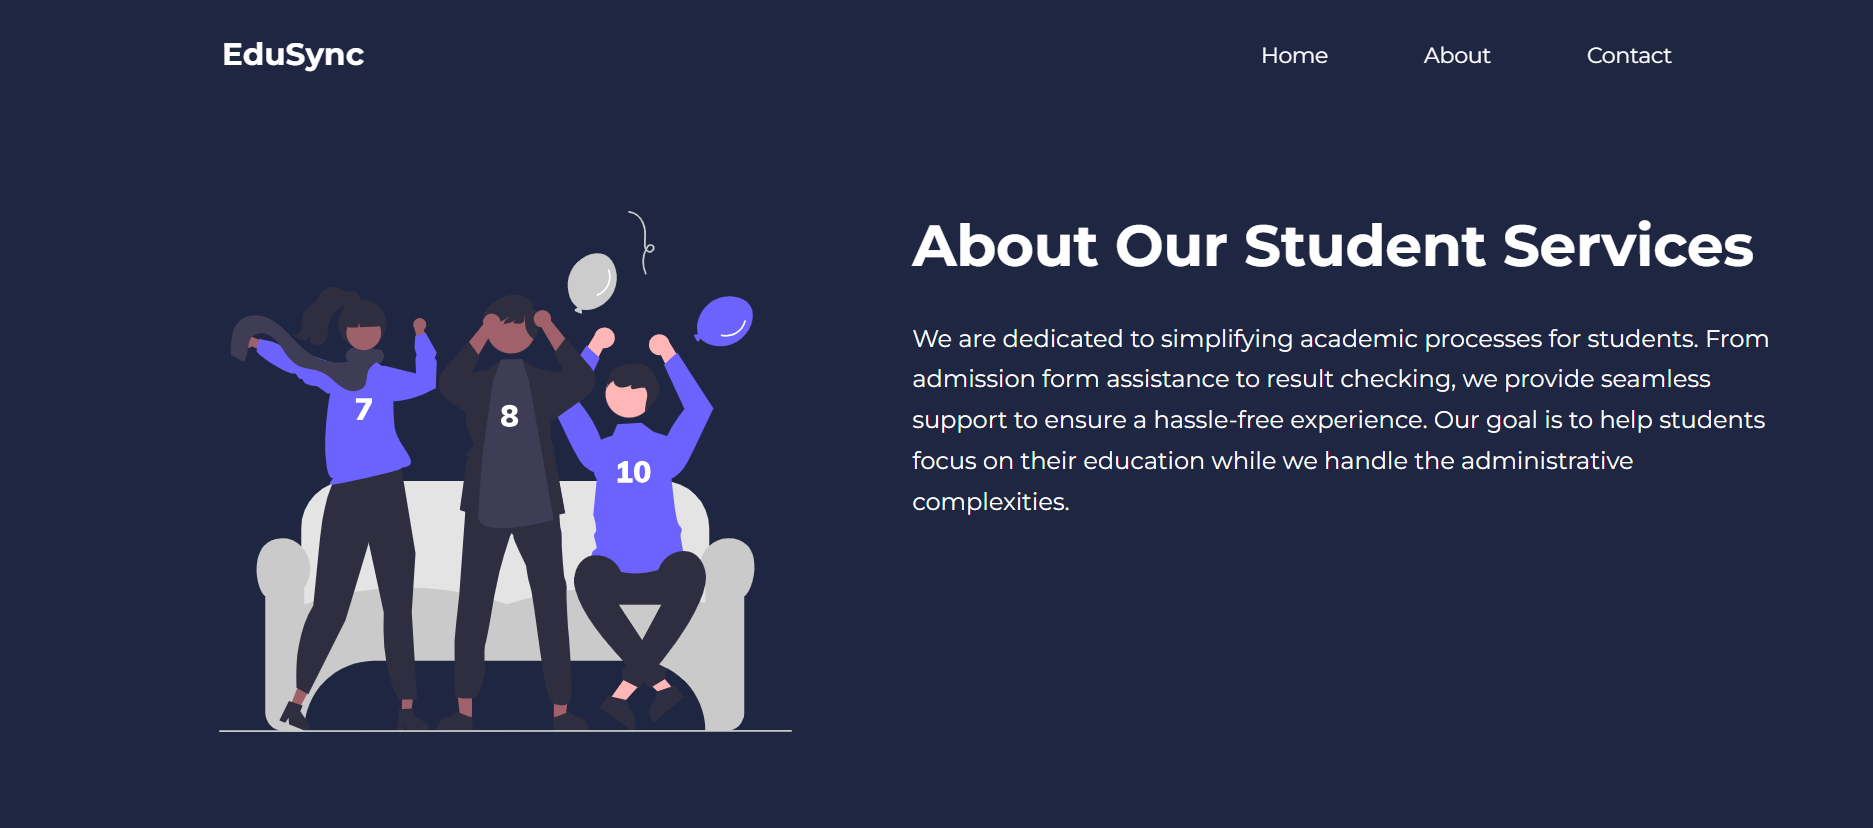 EduSync
Home
About
Contact
About Our Student Services
We are dedicated to simplifying academic processes for students. From
admission form assistance to result checking, we provide seamless
support to ensure a hassle-free experience. Our goal is to help students
focus on their education while we handle the administrative
complexities.
7
8
10